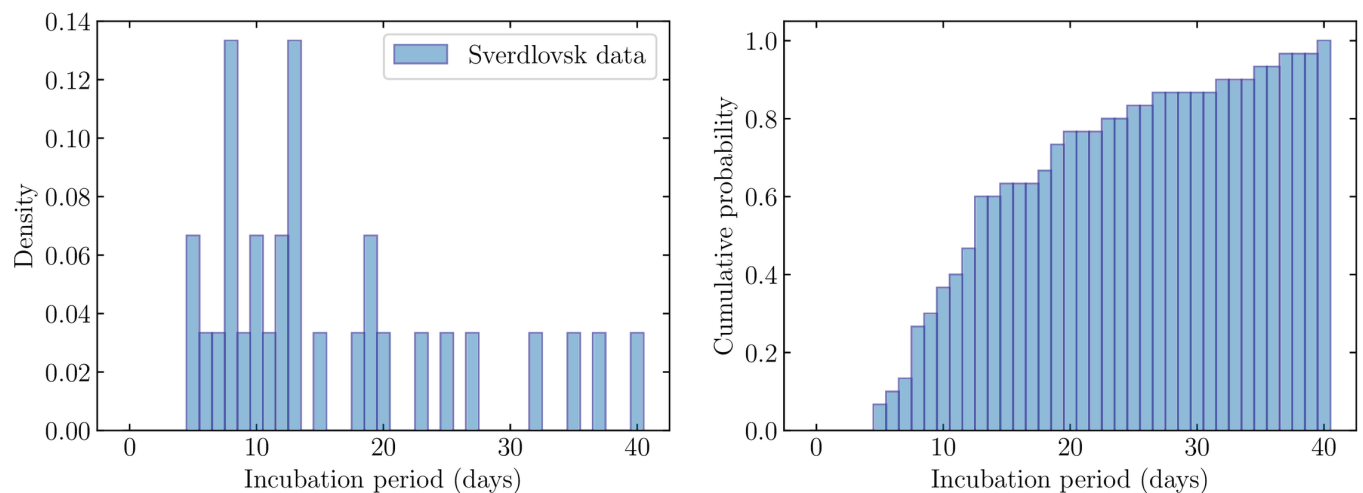 0.14
0.12
0.10
0.08
0.06
0.04
0.02
0.00
Density
0 10 20 30 40
Incubation period (days)
Sverdlovsk data
1.0
0.8
0.6
0.4
0.2
0.0
Cumulative probability
0 10 20 30 40
Incubation period (days)